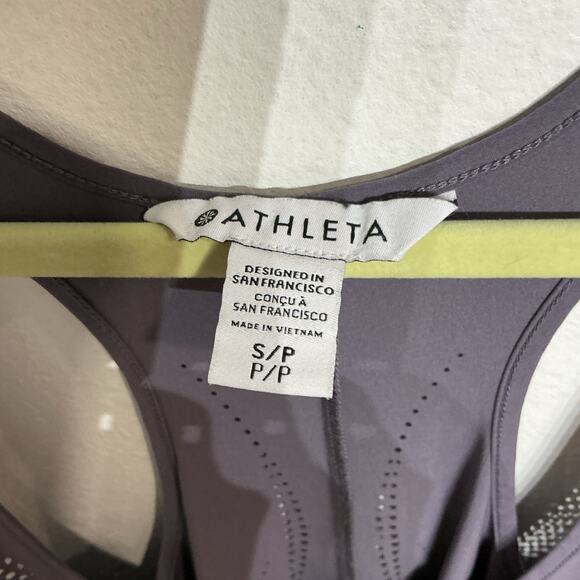 ATHLETA
DESIGNED IN
SAN FRANCISCO
CONÇU À
SAN FRANCISCO
MADE IN VIETNAM
S/P
P/P